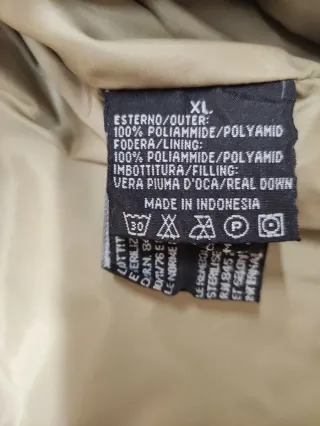 XL
ESTERNO/OUTER:
100% POLIAMMIDE/POLYAMID
FODERA/LINING:
100% POLIAMMIDE/POLYAMID
IMBOTTITURA/FILLING:
VERA PIUMA D'OCA/REAL DOWN
MADE IN INDONESIA
30 P